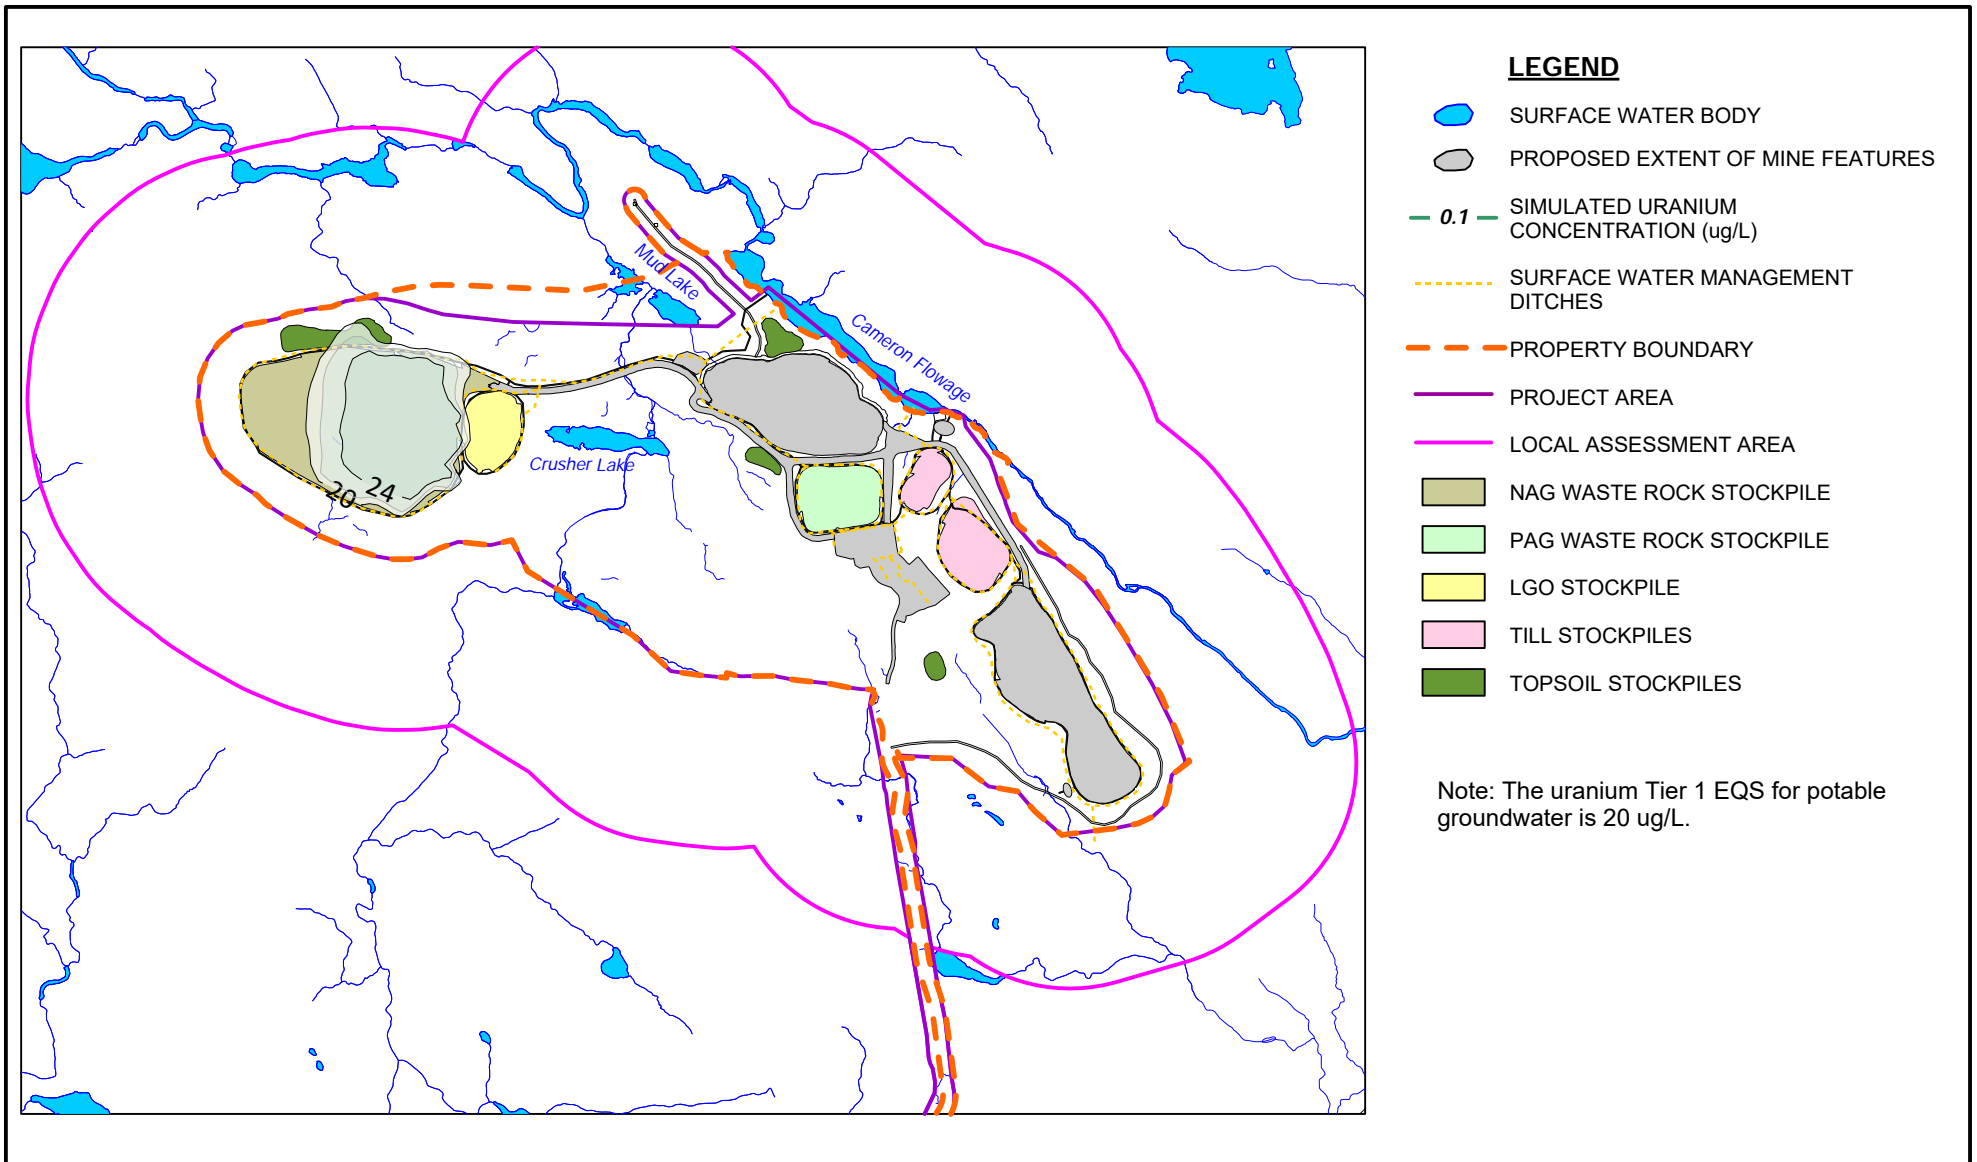 LEGEND
SURFACE WATER BODY
PROPOSED EXTENT OF MINE FEATURES
0.1
SIMULATED URANIUM
CONCENTRATION (ug/L)
SURFACE WATER MANAGEMENT
DITCHES
PROPERTY BOUNDARY
PROJECT AREA
LOCAL ASSESSMENT AREA
NAG WASTE ROCK STOCKPILE
PAG WASTE ROCK STOCKPILE
LGO STOCKPILE
TILL STOCKPILES
TOPSOIL STOCKPILES
Note: The uranium Tier 1 EQS for potable
groundwater is 20 ug/L.
Mud Lake
Cameron Flowage
Crusher Lake
20
24